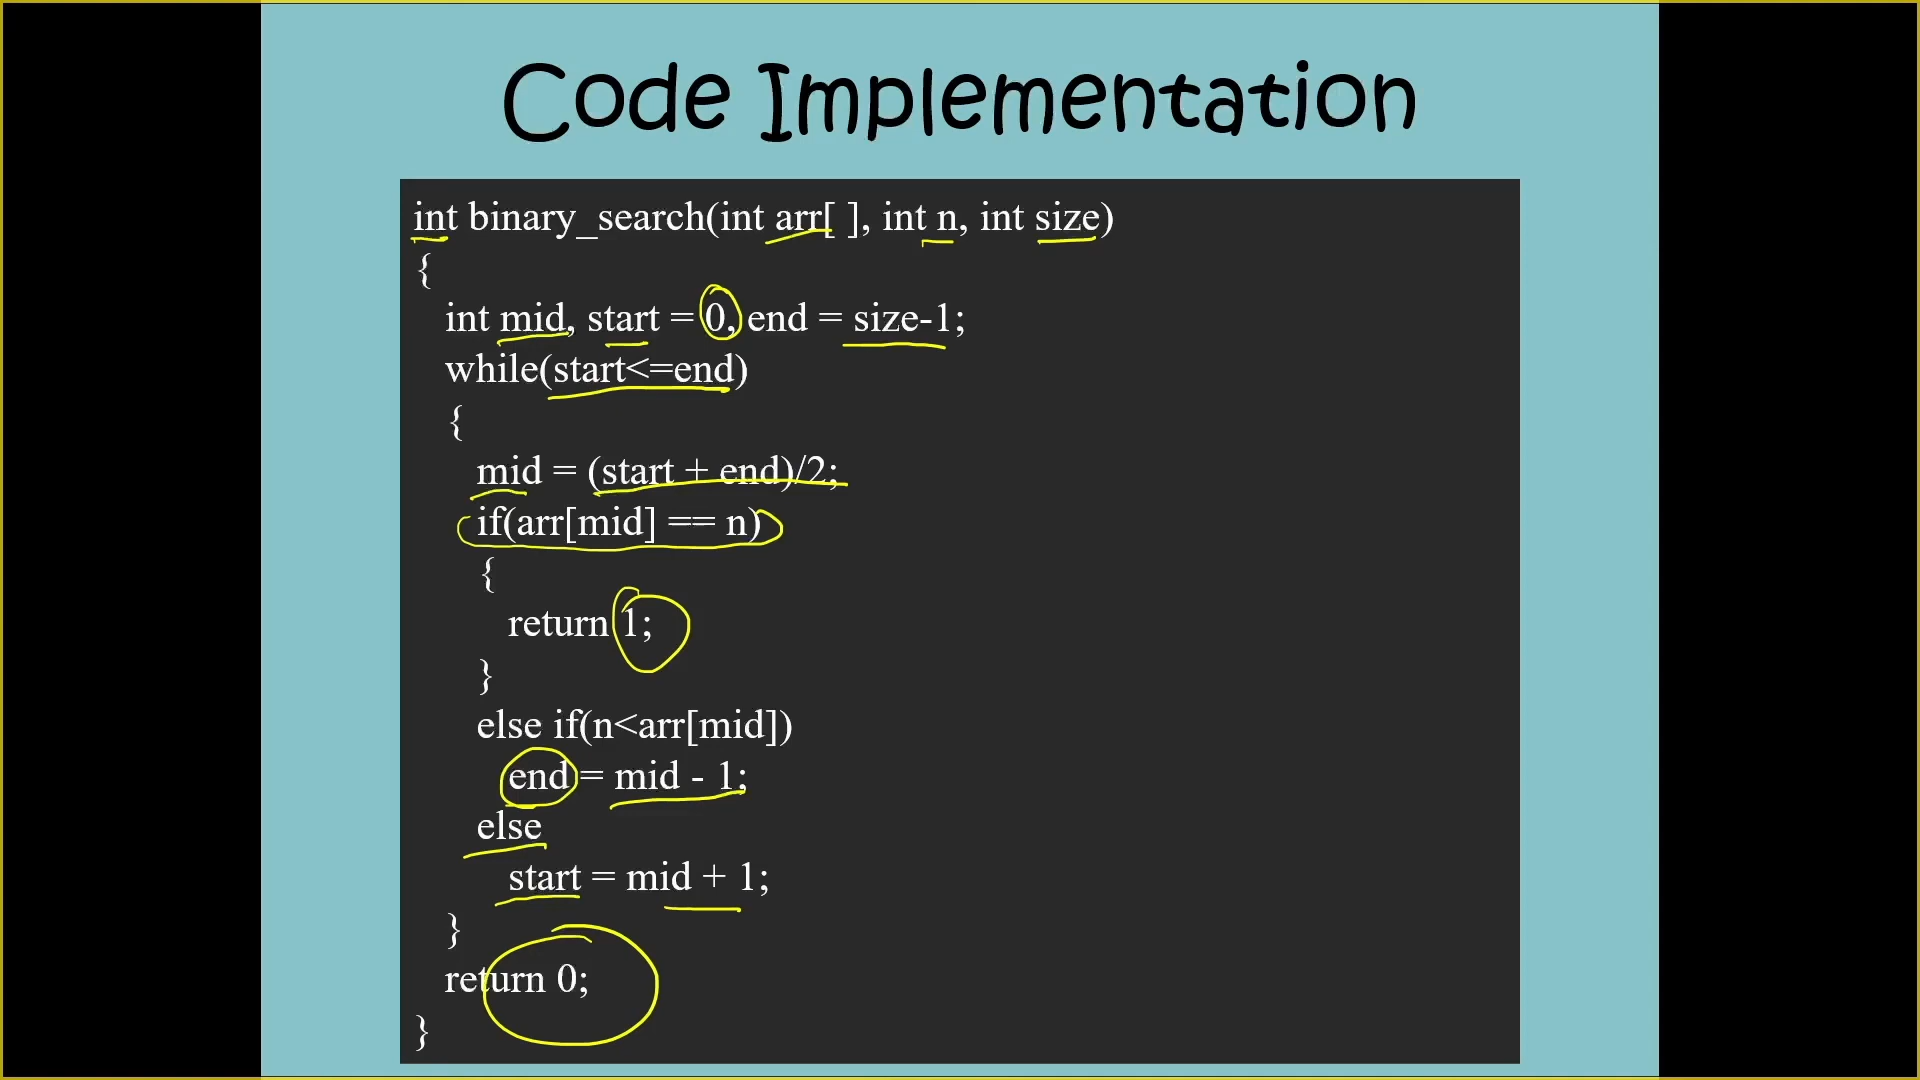 Code Implementation
int binary_search(int arr[ ], int n, int size)
{
int mid, start = 0, end = size-1;
while(start<=end)
{
mid = (start + end)/2;
if(arr[mid] == n)
{
return 1;
}
else if(n<arr[mid])
end = mid - 1;
else
start = mid + 1;
}
return 0;
}